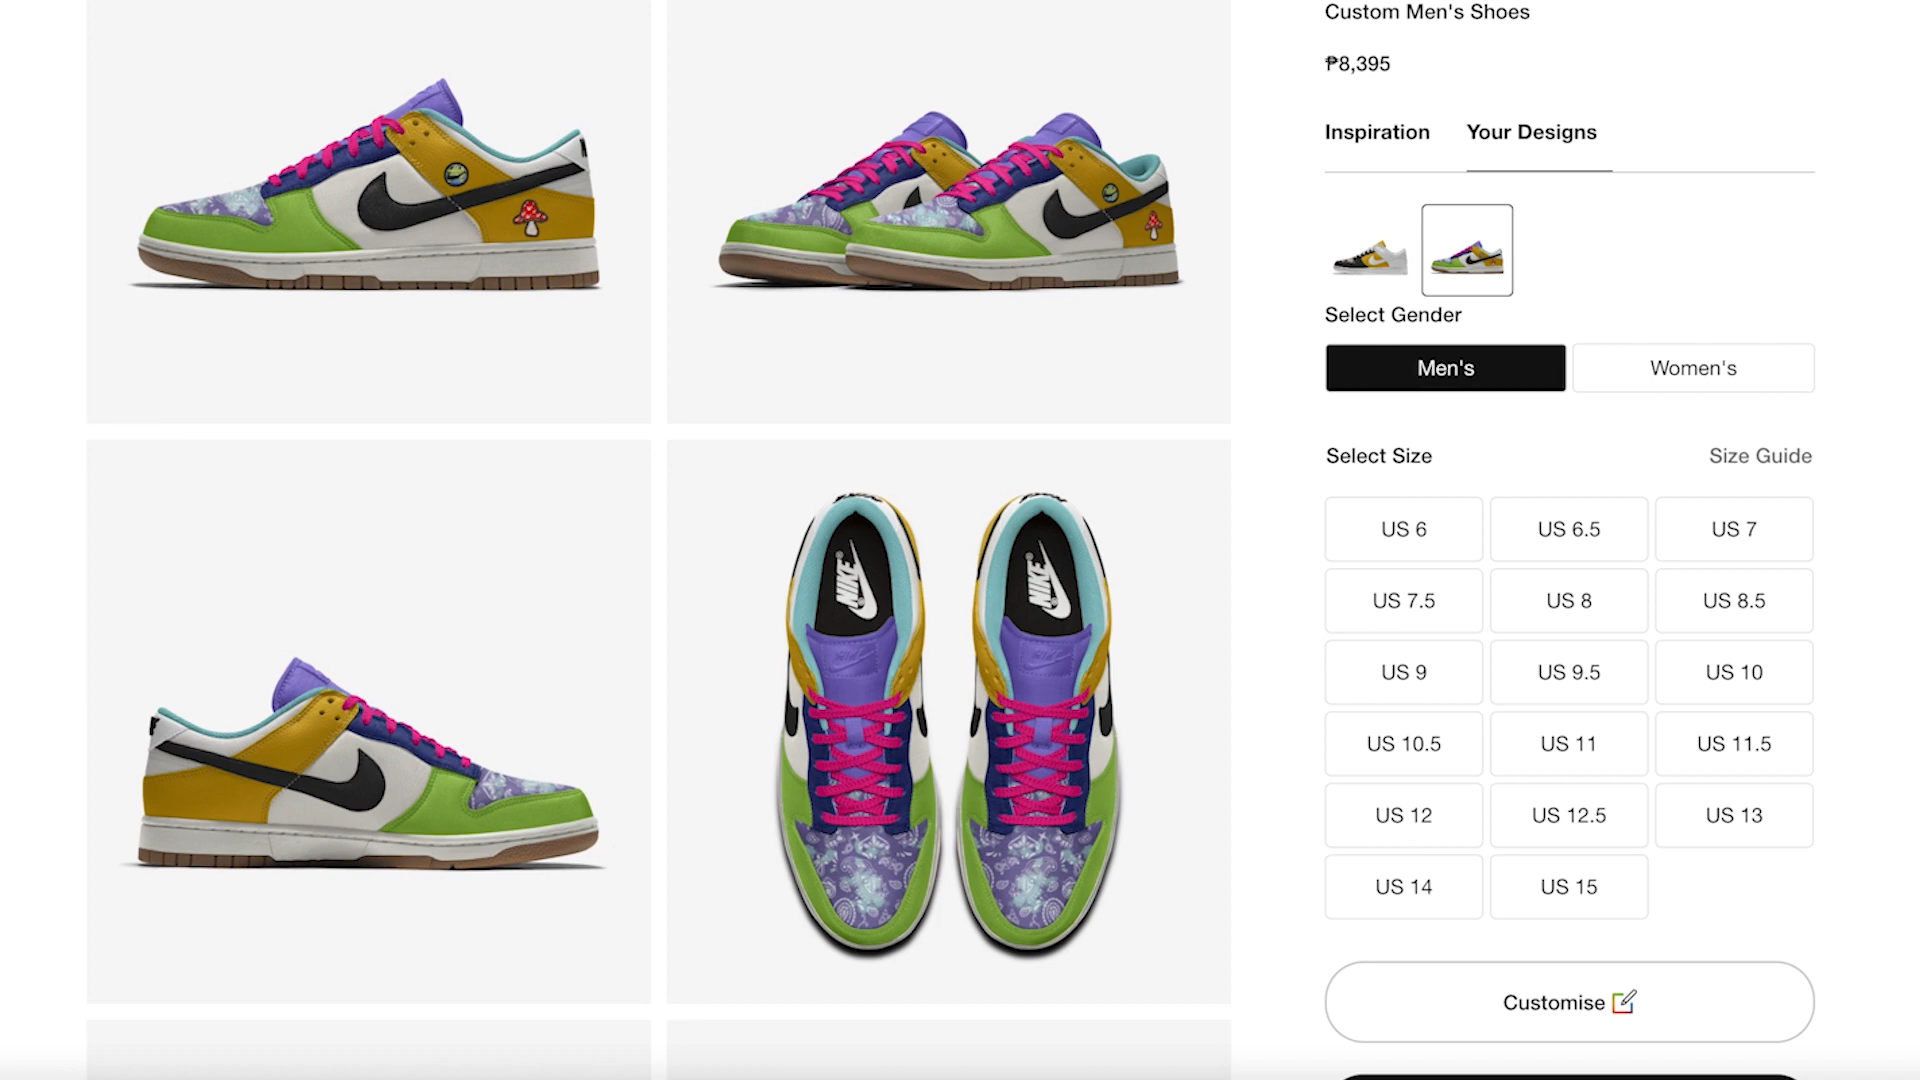 Custom Men's Shoes
₱8,395
Inspiration
Your Designs
Select Gender
Men's
Women's
Select Size
Size Guide
US 6
US 6.5
US 7
US 7.5
US 8
US 8.5
US 9
US 9.5
US 10
US 10.5
US 11
US 11.5
US 12
US 12.5
US 13
US 14
US 15
Customise
NIKE
NIKE